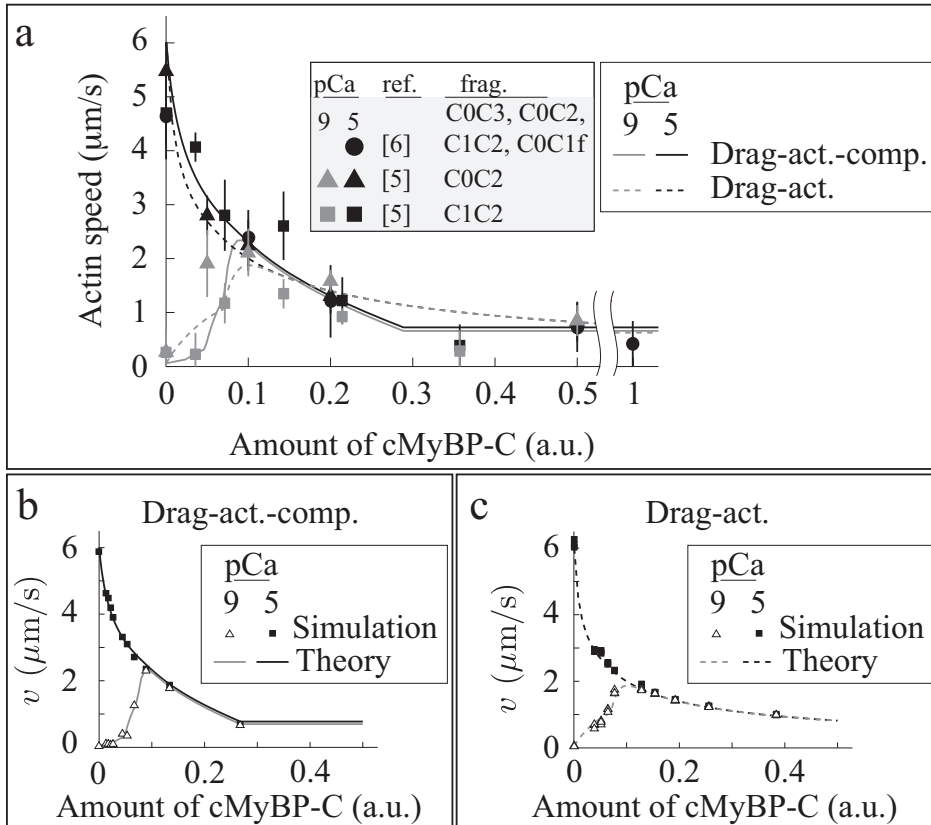 a
Actin speed (μm/s)
6
5
4
3
2
1
0
pCa ref. frag.
9 5
C0C3, C0C2,
[6] C1C2, C0C1f
[5] C0C2
[5] C1C2
pCa
9 5
Drag-act.-comp.
Drag-act.
0 0.1 0.2 0.3 0.4 0.5 1
Amount of cMyBP-C (a.u.)
b
Drag-act.-comp.
v (μm/s)
6
4
2
0
pCa
9 5
Simulation
Theory
0 0.2 0.4
Amount of cMyBP-C (a.u.)
c
Drag-act.
v (μm/s)
6
4
2
0
pCa
9 5
Simulation
Theory
0 0.2 0.4
Amount of cMyBP-C (a.u.)